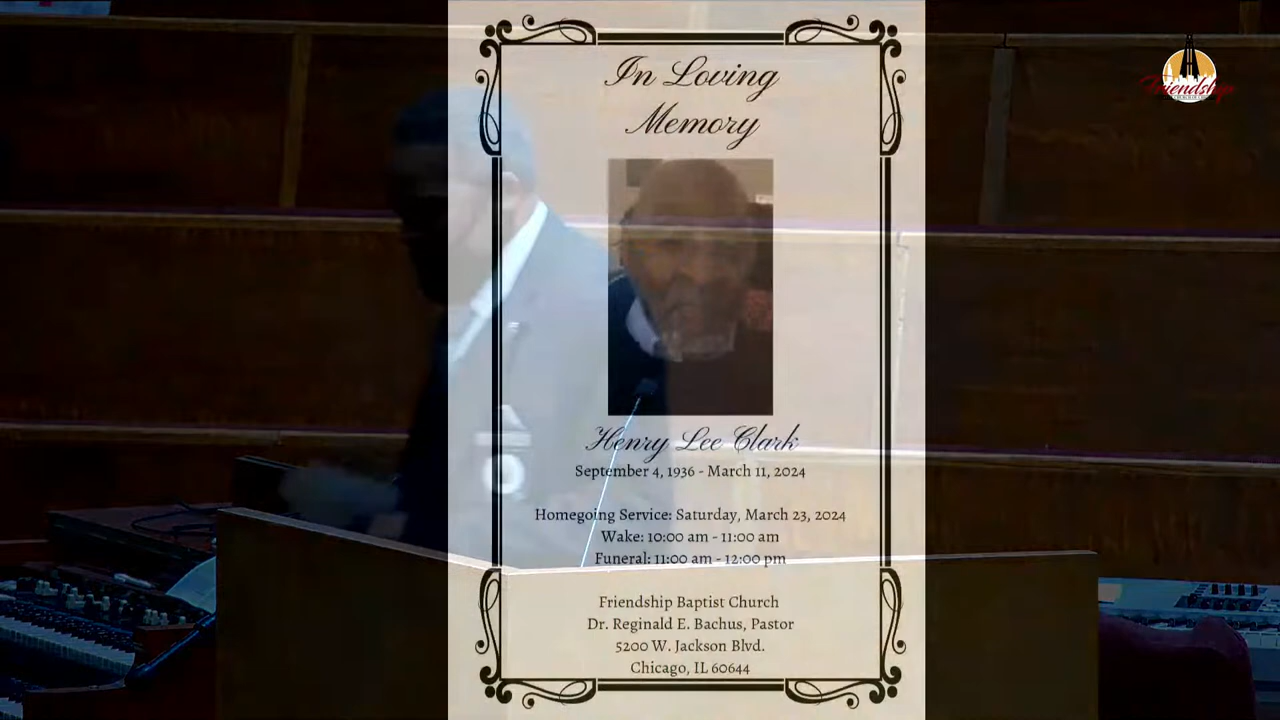 In Loving
Memory
Friendship
Henry Lee Clark
September 4, 1936 - March 11, 2024
Homegoing Service: Saturday, March 23, 2024
Wake: 10:00 am - 11:00 am
Funeral: 11:00 am - 12:00 pm
Friendship Baptist Church
Dr. Reginald E. Bachus, Pastor
5200 W. Jackson Blvd.
Chicago, IL 60644